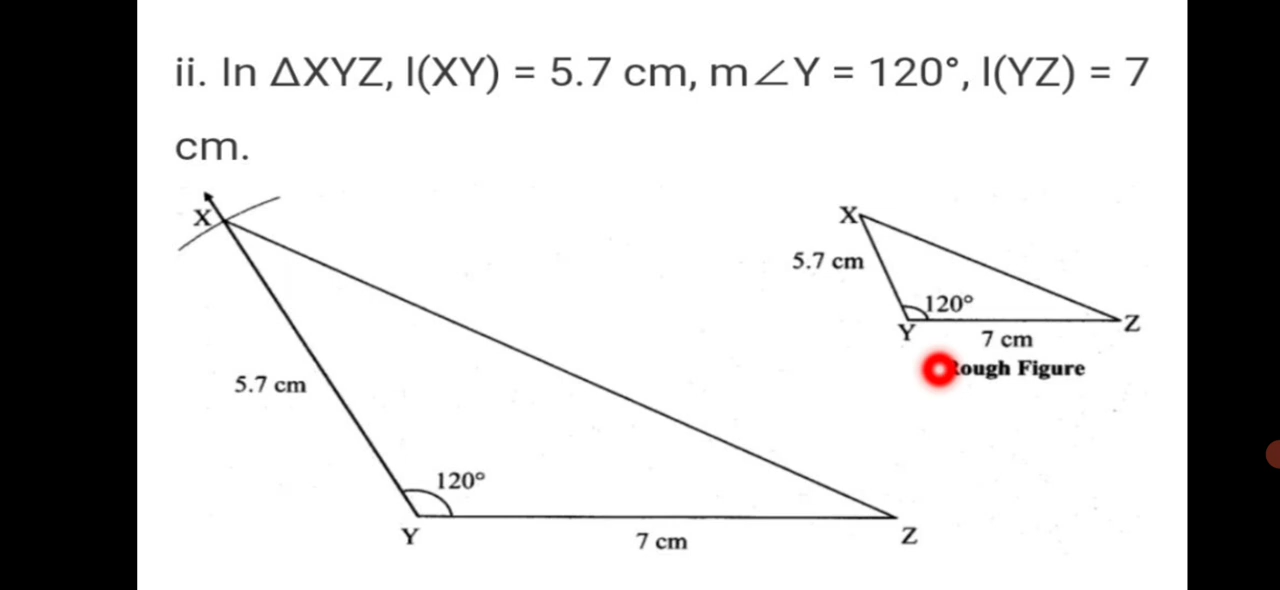 ii. In ΔXYZ, l(XY) = 5.7 cm, m∠Y = 120°, l(YZ) = 7
cm.
X
5.7 cm
120°
Y
7 cm
Z
X
5.7 cm
120°
Y
7 cm
Z
Figure